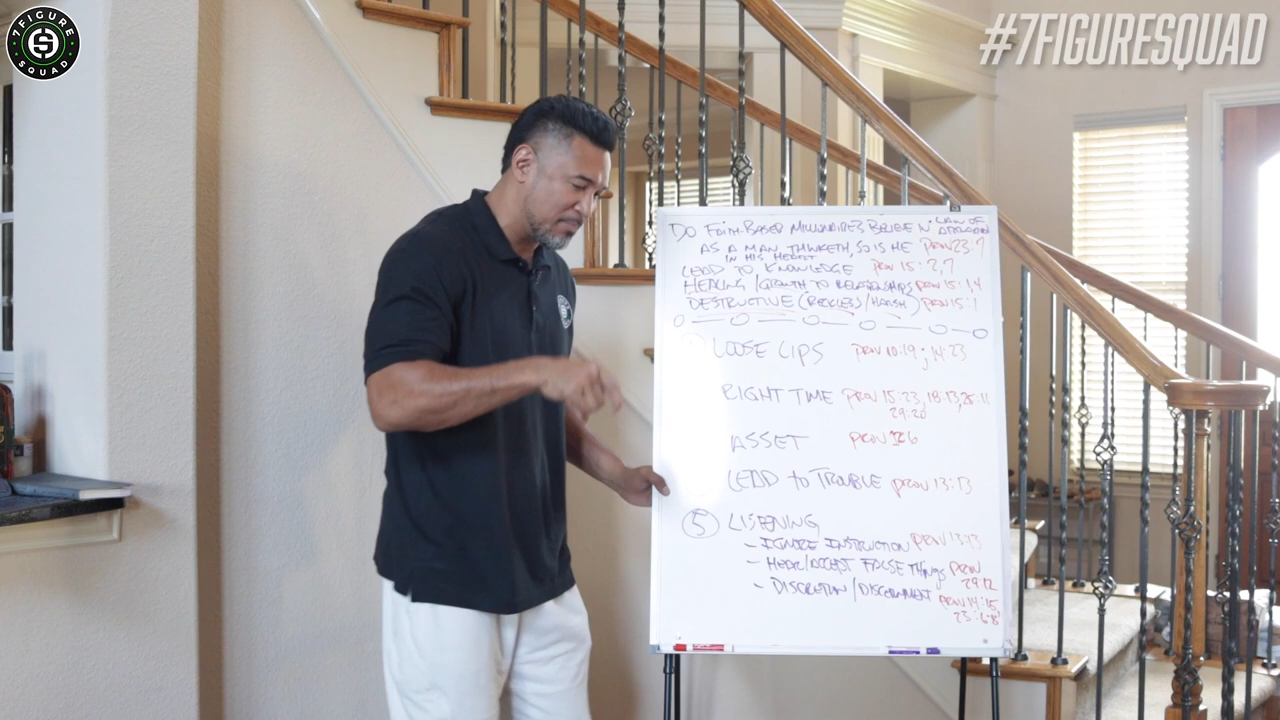 7FIGURE
SQUAD
#7FIGURESQUAD
DO FAITH-BASED MILLIONAIRES BELIEVE N' LAW OF ATTRACTION
AS A MAN THINKETH, SO IS HE PROV 23:7
IN HIS HEART
LEAD TO KNOWLEDGE PROV 15:2,7
HEALING/GROWTH TO RELATIONSHIPS PROV 15:1,4
DESTRUCTIVE (RECKLESS/HARSH) PROV 15:1
LOOSE LIPS PROV 10:19; 14:23
RIGHT TIME PROV 15:23, 18:13, 25:11
29:20
ASSET PROV
LEAD to TROUBLE PROV 13:13
5 LISTENING
- IGNORE INSTRUCTION PROV 13:13
- HEAR/ACCEPT FALSE THINGS PROV
29:12
- DISCRETION/DISCERNMENT PROV 14:15,
23:6-8